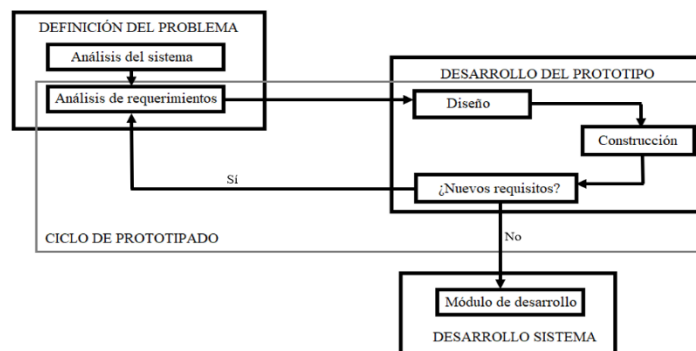 DEFINICIÓN DEL PROBLEMA
Análisis del sistema
Análisis de requerimientos
DESARROLLO DEL PROTOTIPO
Diseño
Construcción
¿Nuevos requisitos?
Sí
No
CICLO DE PROTOTIPADO
Módulo de desarrollo
DESARROLLO SISTEMA